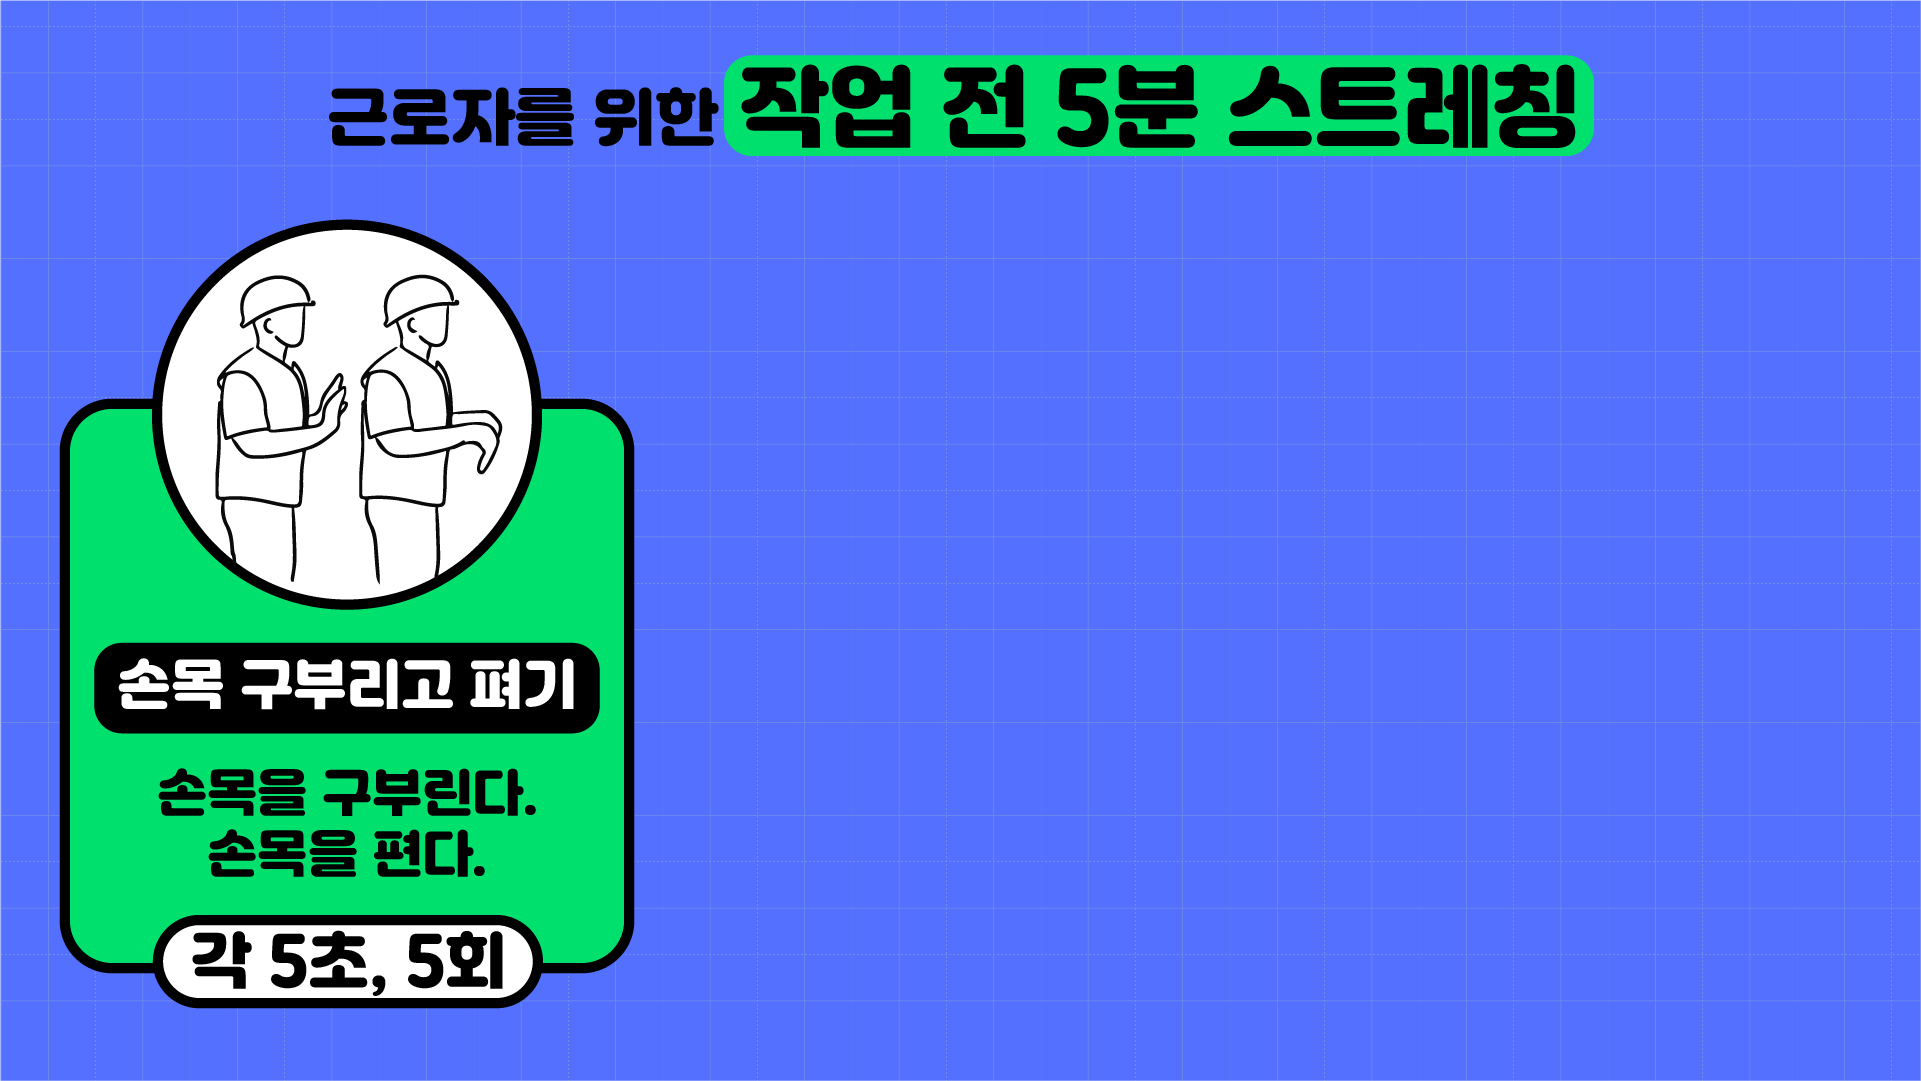 근로자를 위한 작업 전 5분 스트레칭
손목 구부리고 펴기
손목을 구부린다.
손목을 편다.
각 5초, 5회